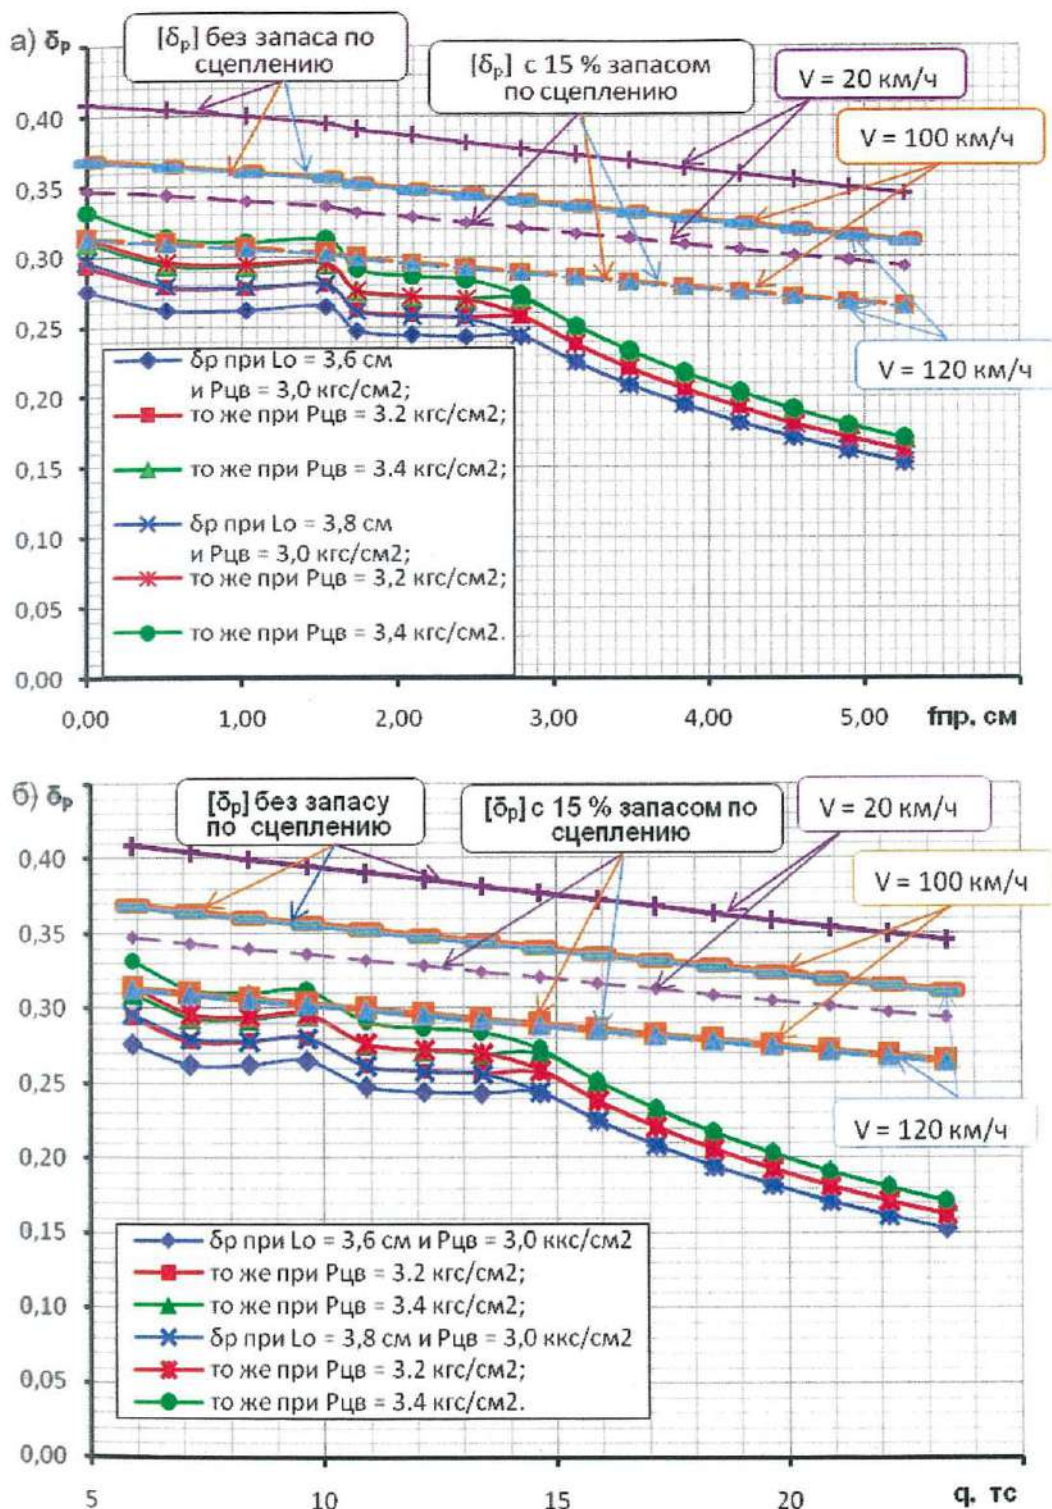 а) δр
[δр] без запаса по
сцеплению
[δр] с 15 % запасом
по сцеплению
V = 20 км/ч
V = 100 км/ч
V = 120 км/ч
0,40
0,35
0,30
0,25
0,20
0,15
0,10
0,05
0,00
δр при Lо = 3,6 см
и Рцв = 3,0 кгс/см2;
то же при Рцв = 3.2 кгс/см2;
то же при Рцв = 3.4 кгс/см2;
δр при Lо = 3,8 см
и Рцв = 3,0 кгс/см2;
то же при Рцв = 3,2 кгс/см2;
то же при Рцв = 3,4 кгс/см2.
0,00 1,00 2,00 3,00 4,00 5,00 fпр. см
б) δр
[δр] без запасу
по сцеплению
[δр] с 15 % запасом по
сцеплению
V = 20 км/ч
V = 100 км/ч
V = 120 км/ч
0,40
0,35
0,30
0,25
0,20
0,15
0,10
0,05
0,00
δр при Lо = 3,6 см и Рцв = 3,0 ккс/см2
то же при Рцв = 3.2 кгс/см2;
то же при Рцв = 3.4 кгс/см2;
δр при Lо = 3,8 см и Рцв = 3,0 ккс/см2
то же при Рцв = 3.2 кгс/см2;
то же при Рцв = 3.4 кгс/см2.
5 10 15 20 q. тс